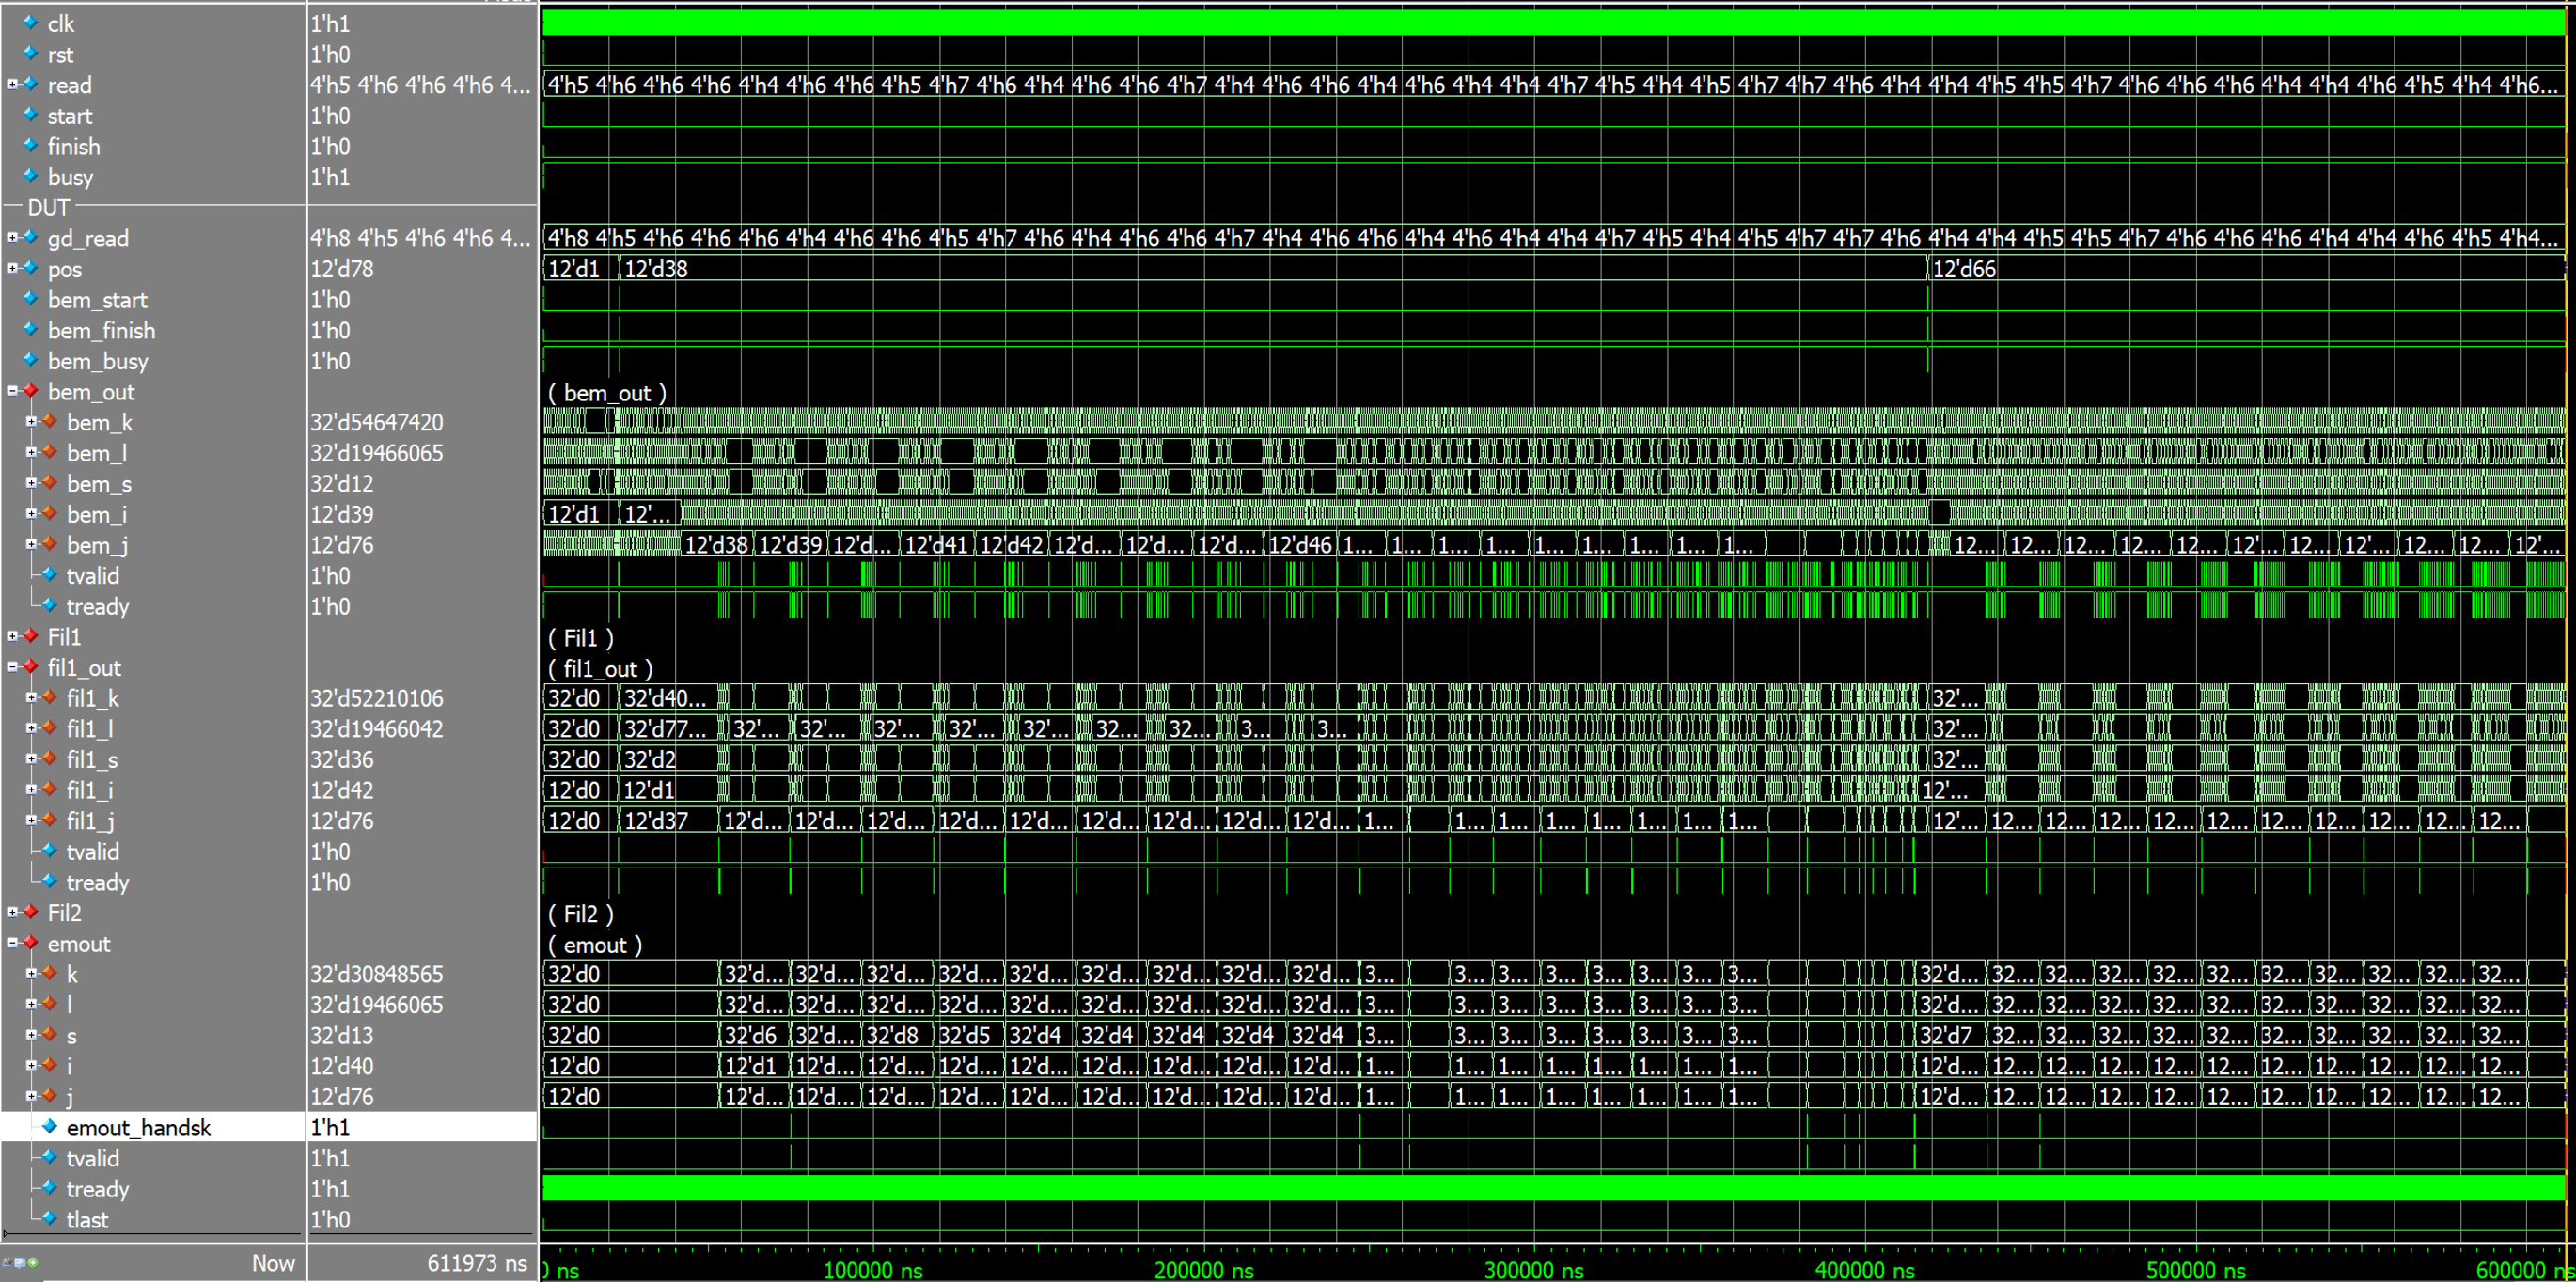 clk 1'h1
rst 1'h0
read 4'h5 4'h6 4'h6 4'h6 4... 4'h5 4'h6 4'h6 4'h6 4'h4 4'h6 4'h6 4'h5 4'h7 4'h6 4'h4 4'h6 4'h6 4'h7 4'h4 4'h6 4'h6 4'h4 4'h6 4'h4 4'h4 4'h7 4'h5 4'h4 4'h5 4'h7 4'h7 4'h6 4'h4 4'h4 4'h5 4'h5 4'h7 4'h6 4'h6 4'h6 4'h4 4'h4 4'h6 4'h5 4'h4 4'h6...
start 1'h0
finish 1'h0
busy 1'h1
DUT
gd_read 4'h8 4'h5 4'h6 4'h6 4... 4'h8 4'h5 4'h6 4'h6 4'h6 4'h4 4'h6 4'h6 4'h5 4'h7 4'h6 4'h4 4'h6 4'h6 4'h7 4'h4 4'h6 4'h6 4'h4 4'h6 4'h4 4'h4 4'h7 4'h5 4'h4 4'h5 4'h7 4'h7 4'h6 4'h4 4'h4 4'h5 4'h5 4'h7 4'h6 4'h6 4'h6 4'h4 4'h4 4'h6 4'h5 4'h4...
pos 12'd78 12'd1 12'd38 12'd66
bem_start 1'h0
bem_finish 1'h0
bem_busy 1'h0
bem_out ( bem_out )
bem_k 32'd54647420
bem_l 32'd19466065
bem_s 32'd12
bem_i 12'd39 12'd1 12'...
bem_j 12'd76 12'd38 12'd39 12'd... 12'd41 12'd42 12'd... 12'd... 12'd... 12'd46 1... 1... 1... 1... 1... 1... 1... 1... 1... 12... 12... 12... 12... 12... 12'... 12... 12'... 12... 12... 12'...
tvalid 1'h0
tready 1'h0
Fil1 ( Fil1 )
fil1_out ( fil1_out )
fil1_k 32'd52210106 32'd0 32'd40... 32'...
fil1_l 32'd19466042 32'd0 32'd77... 32'... 32'... 32'... 32'... 32'... 32... 32... 3... 3... 32'...
fil1_s 32'd36 32'd0 32'd2 32'...
fil1_i 12'd42 12'd0 12'd1 12'...
fil1_j 12'd76 12'd0 12'd37 12'd... 12'd... 12'd... 12'd... 12'd... 12'd... 12'd... 12'd... 12'd... 1... 1... 1... 1... 1... 1... 1... 1... 12'... 12... 12... 12... 12... 12... 12... 12... 12... 12... 12...
tvalid 1'h0
tready 1'h0
Fil2 ( Fil2 )
emout ( emout )
k 32'd30848565 32'd0 32'd... 32'd... 32'd... 32'd... 32'd... 32'd... 32'd... 32'd... 32'd... 3... 3... 3... 3... 3... 3... 3... 3... 32'd... 32... 32... 32... 32... 32... 32... 32... 32... 32... 32...
l 32'd19466065 32'd0 32'd... 32'd... 32'd... 32'd... 32'd... 32'd... 32'd... 32'd... 32'd... 3... 3... 3... 3... 3... 3... 3... 3... 32'd... 32... 32... 32... 32... 32... 32... 32... 32... 32... 32...
s 32'd13 32'd0 32'd6 32'd... 32'd8 32'd5 32'd4 32'd4 32'd4 32'd4 32'd4 3... 3... 3... 3... 3... 3... 3... 3... 32'd7 32... 32... 32... 32... 32... 32... 32... 32... 32... 32...
i 12'd40 12'd0 12'd1 12'd... 12'd... 12'd... 12'd... 12'd... 12'd... 12'd... 12'd... 1... 1... 1... 1... 1... 1... 1... 1... 12'd... 12... 12... 12... 12... 12... 12... 12... 12... 12... 12...
j 12'd76 12'd0 12'd... 12'd... 12'd... 12'd... 12'd... 12'd... 12'd... 12'd... 12'd... 1... 1... 1... 1... 1... 1... 1... 1... 12'd... 12... 12... 12... 12... 12... 12... 12... 12... 12... 12...
emout_handsk 1'h1
tvalid 1'h1
tready 1'h1
tlast 1'h0
Now 611973 ns ns 100000 ns 200000 ns 300000 ns 400000 ns 500000 ns 600000